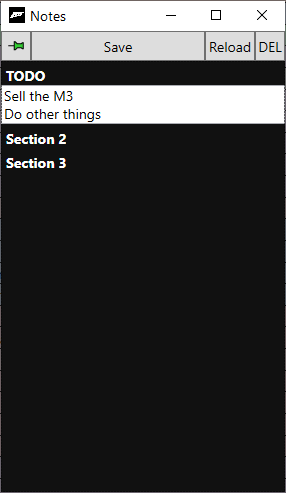 Notes
Save
Reload
DEL
TODO
Sell the M3
Do other things
Section 2
Section 3